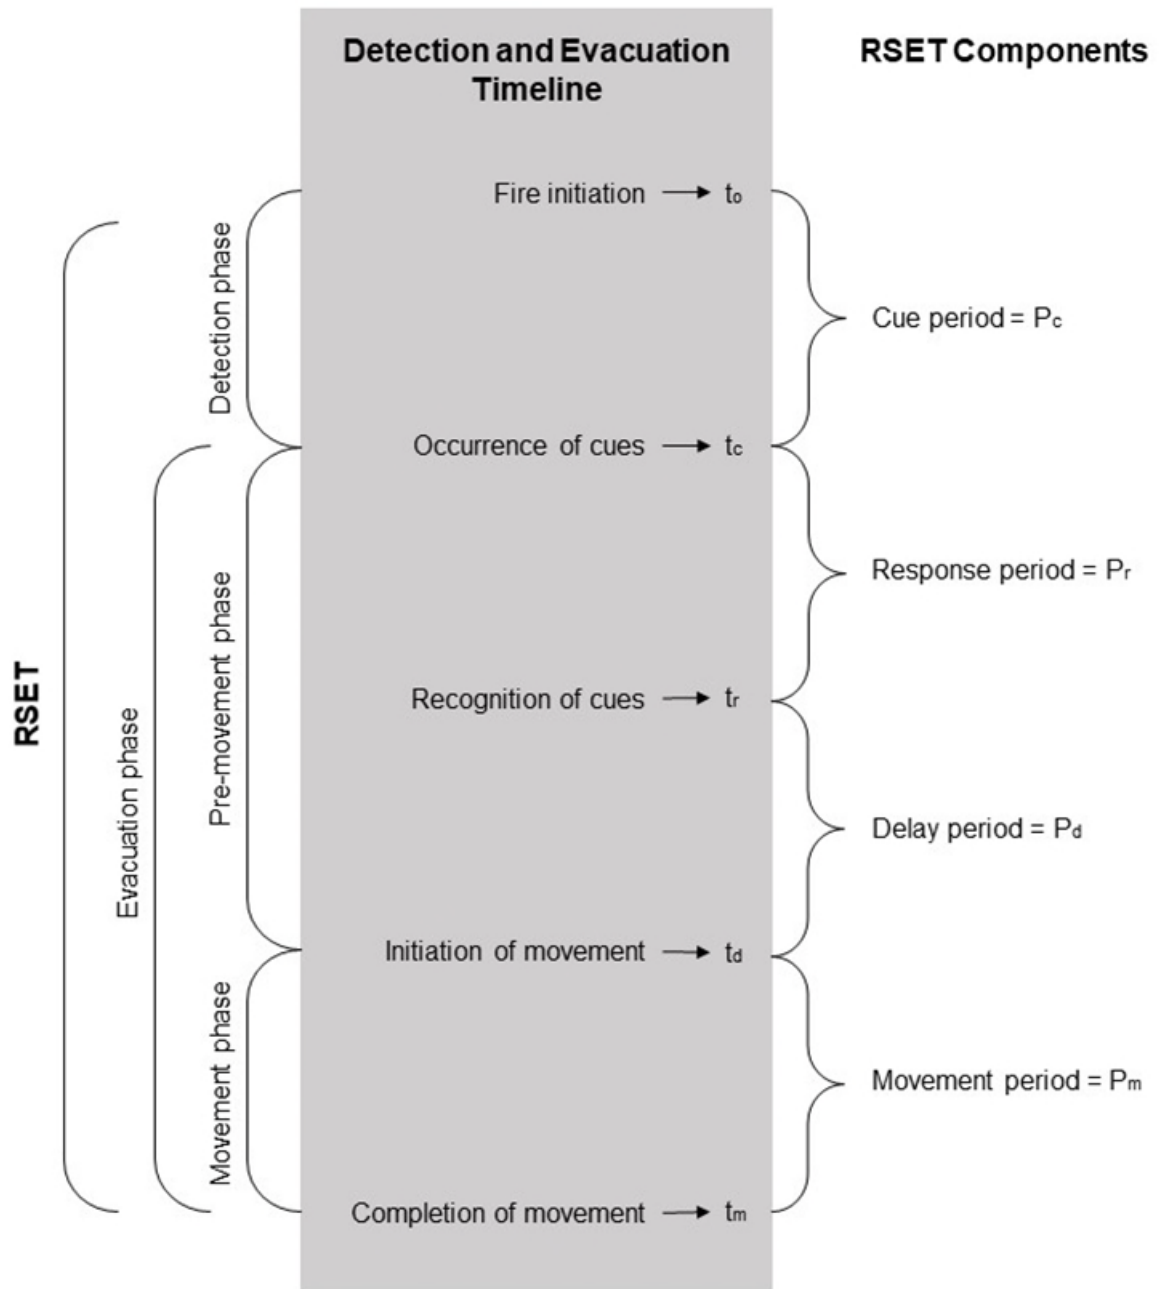 Detection and Evacuation
Timeline
RSET Components
Fire initiation → to
Cue period = Pc
Occurrence of cues → tc
Response period = Pr
Recognition of cues → tr
Delay period = Pd
Initiation of movement → td
Movement period = Pm
Completion of movement → tm
RSET
Evacuation phase
Detection phase
Pre-movement phase
Movement phase